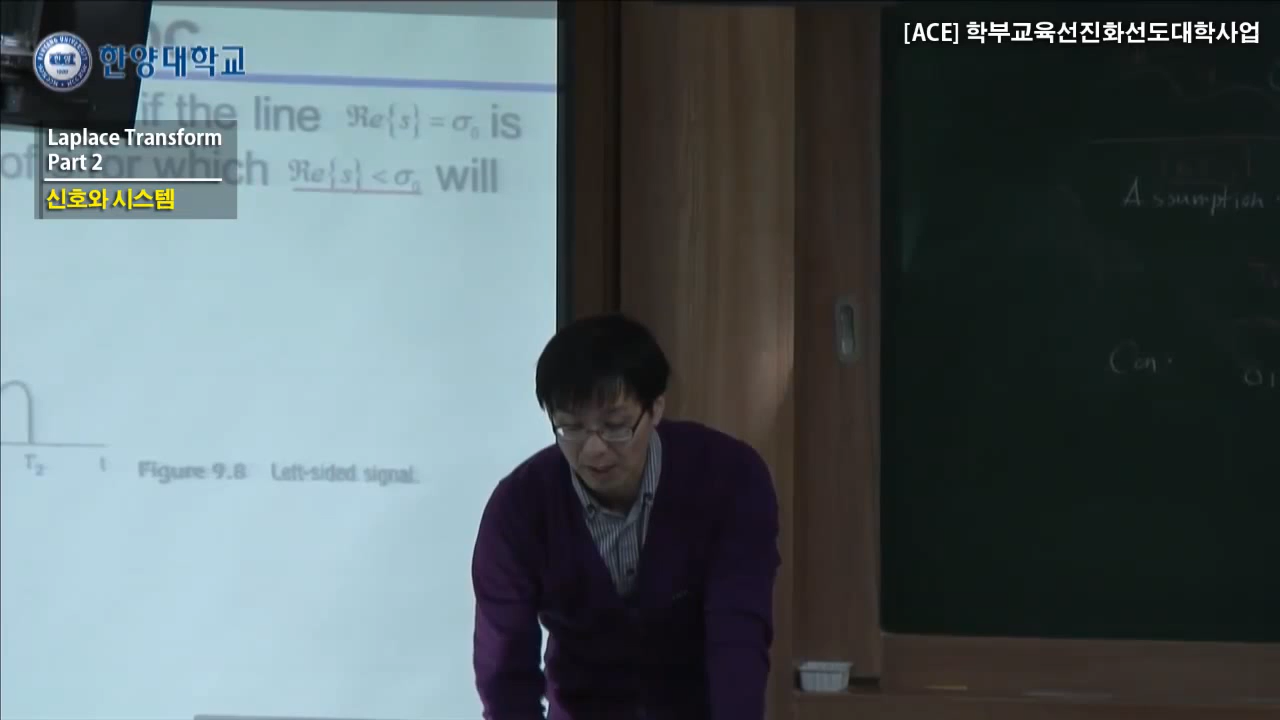 [ACE] 학부교육선진화선도대학사업
한양대학교
if the line ℜe{s} = σ₀ is
of for which ℜe{s} < σ₀ will
Laplace Transform
Part 2
신호와 시스템
Assumption
Con.
T₂ t Figure 9.8 Left-sided signal.